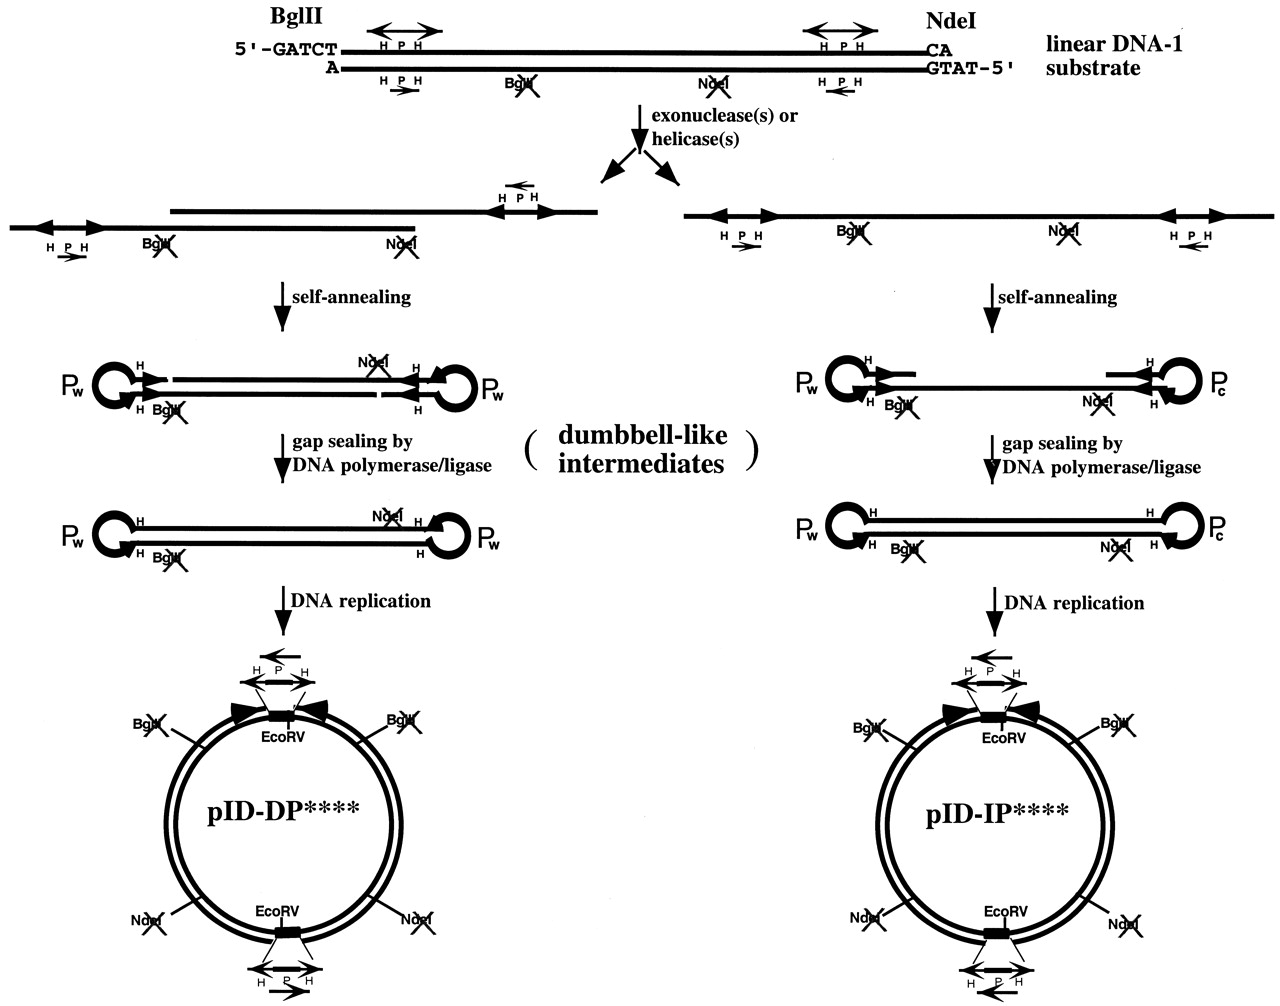 BglII
NdeI
5'-GATCT
H P H
H P H
CA
linear DNA-1
A
GTAT-5'
substrate
H P H
BglII
NdeI
H P H
exonuclease(s) or
helicase(s)
H P H
H P H
BglII
NdeI
H P H
BglII
NdeI
H P H
self-annealing
self-annealing
Pw
H
NdeI
H
Pw
H
BglII
H
Pw
H
H
Pc
H
BglII
NdeI
H
gap sealing by
DNA polymerase/ligase
( dumbbell-like
intermediates )
gap sealing by
DNA polymerase/ligase
Pw
H
NdeI
H
Pw
H
BglII
H
Pw
H
H
Pc
H
BglII
NdeI
H
DNA replication
DNA replication
H P H
BglII
BglII
EcoRV
pID-DP****
NdeI
EcoRV
NdeI
H P H
H P H
BglII
BglII
EcoRV
pID-IP****
NdeI
EcoRV
NdeI
H P H